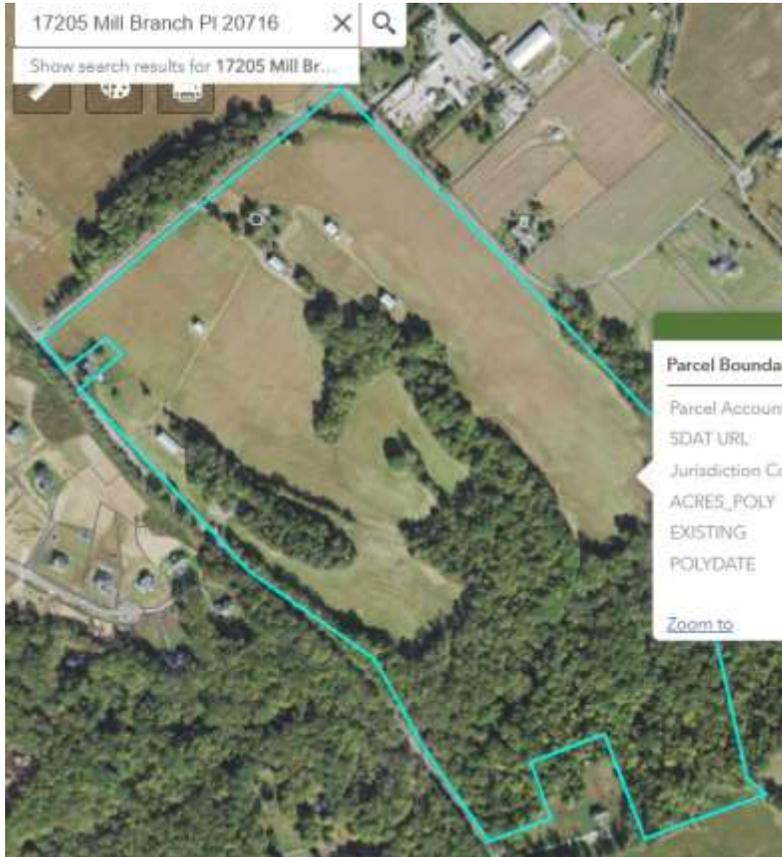 17205 Mill Branch Pl 20716
Show search results for 17205 Mill Br...
Parcel Bounda
Parcel Accoun
SDAT URL
Jurisdiction Co
ACRES_POLY
EXISTING
POLYDATE
Zoom to